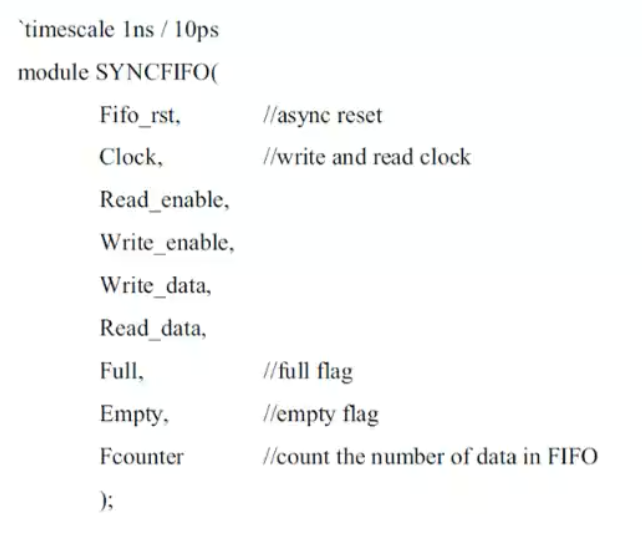 `timescale 1ns / 10ps
module SYNCFIFO(
Fifo_rst, //async reset
Clock, //write and read clock
Read_enable,
Write_enable,
Write_data,
Read_data,
Full, //full flag
Empty, //empty flag
Fcounter //count the number of data in FIFO
);